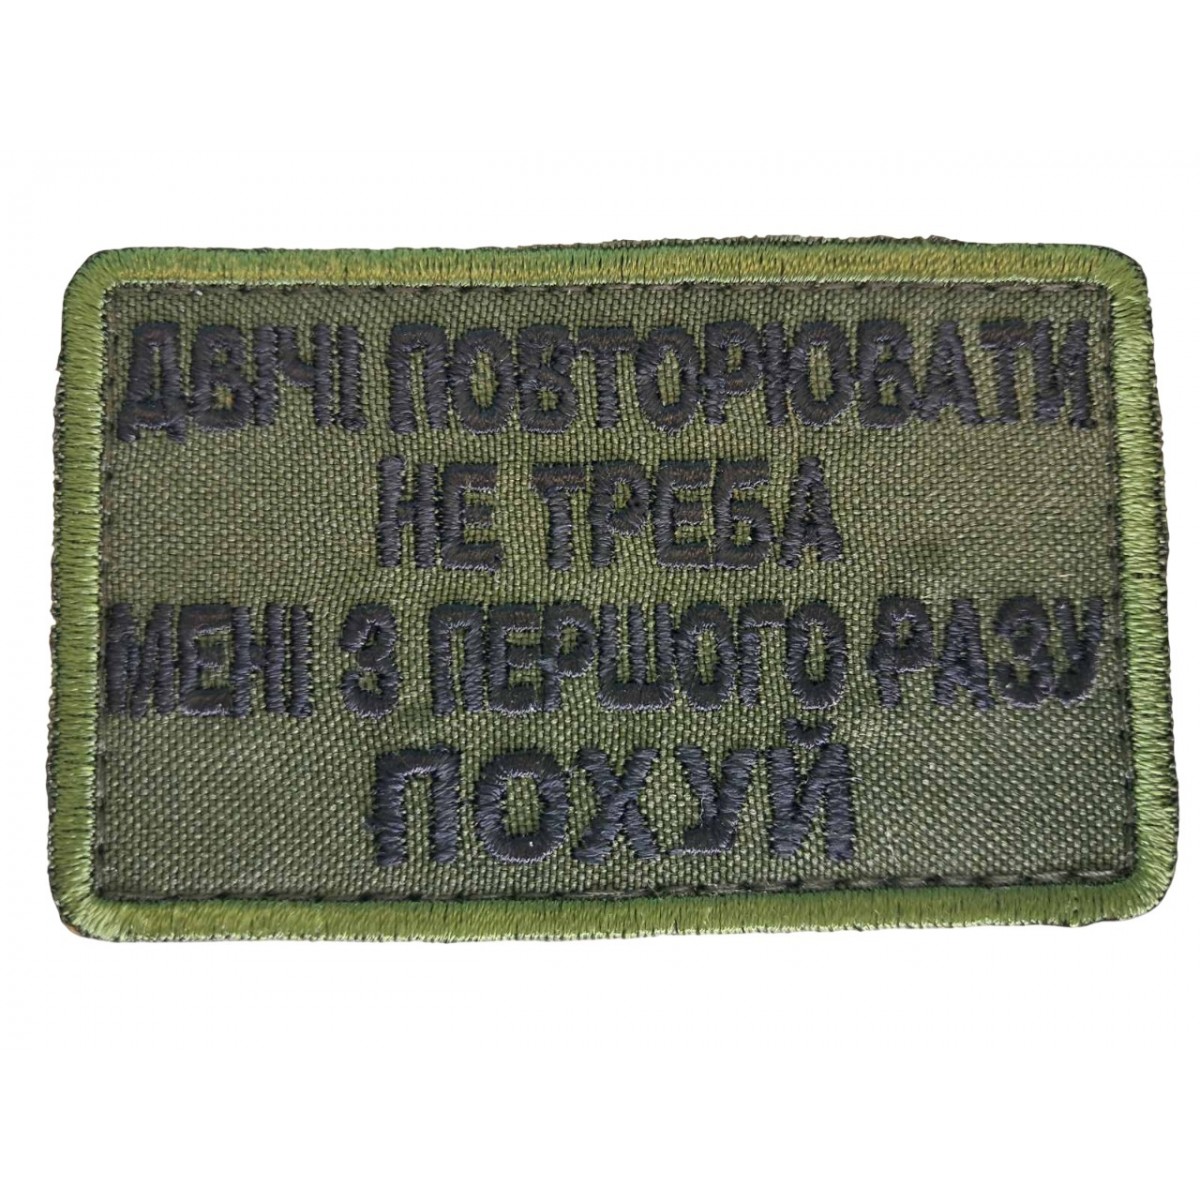 ДВІЧІ ПОВТОРЮВАТИ
НЕ ТРЕБА
МЕНІ З ПЕРШОГО РАЗУ
ПОХУЙ